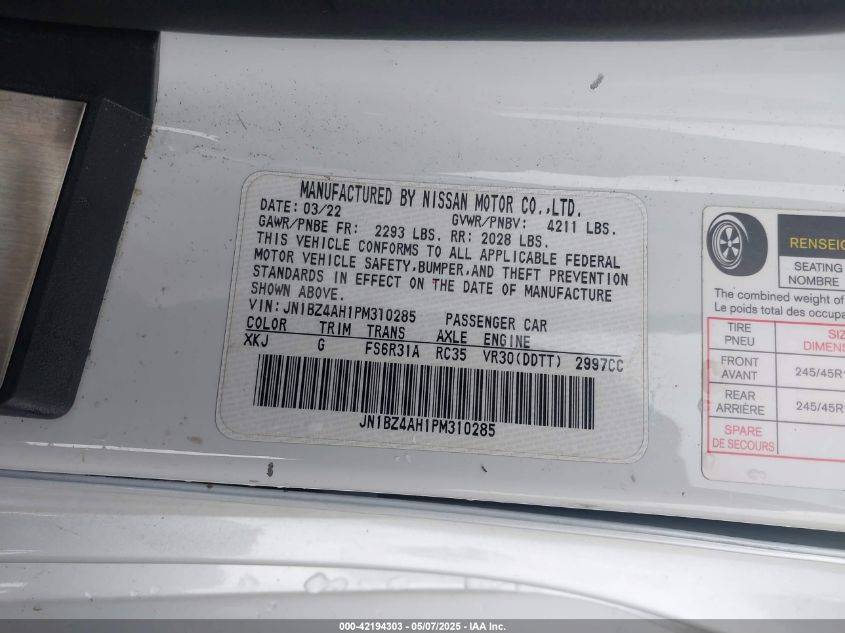 MANUFACTURED BY NISSAN MOTOR CO.,LTD.
DATE: 03/22 GVWR/PNBV: 4211 LBS.
GAWR/PNBE FR: 2293 LBS. RR: 2028 LBS.
THIS VEHICLE CONFORMS TO ALL APPLICABLE FEDERAL
MOTOR VEHICLE SAFETY,BUMPER,AND THEFT PREVENTION
STANDARDS IN EFFECT ON THE DATE OF MANUFACTURE
SHOWN ABOVE.
VIN: JN1BZ4AH1PM310285 PASSENGER CAR
COLOR TRIM TRANS AXLE ENGINE
XKJ G FS6R31A RC35 VR30(DDTT) 2997CC
JN1BZ4AH1PM310285
SEATING
NOMBRE
The combined weight of
Le poids total des
TIRE
PNEU
FRONT
AVANT
245/45R
REAR
ARRIÈRE
245/45R
SPARE
DE SECOURS
000-42194303 — 05/07/2025 — IAA Inc.